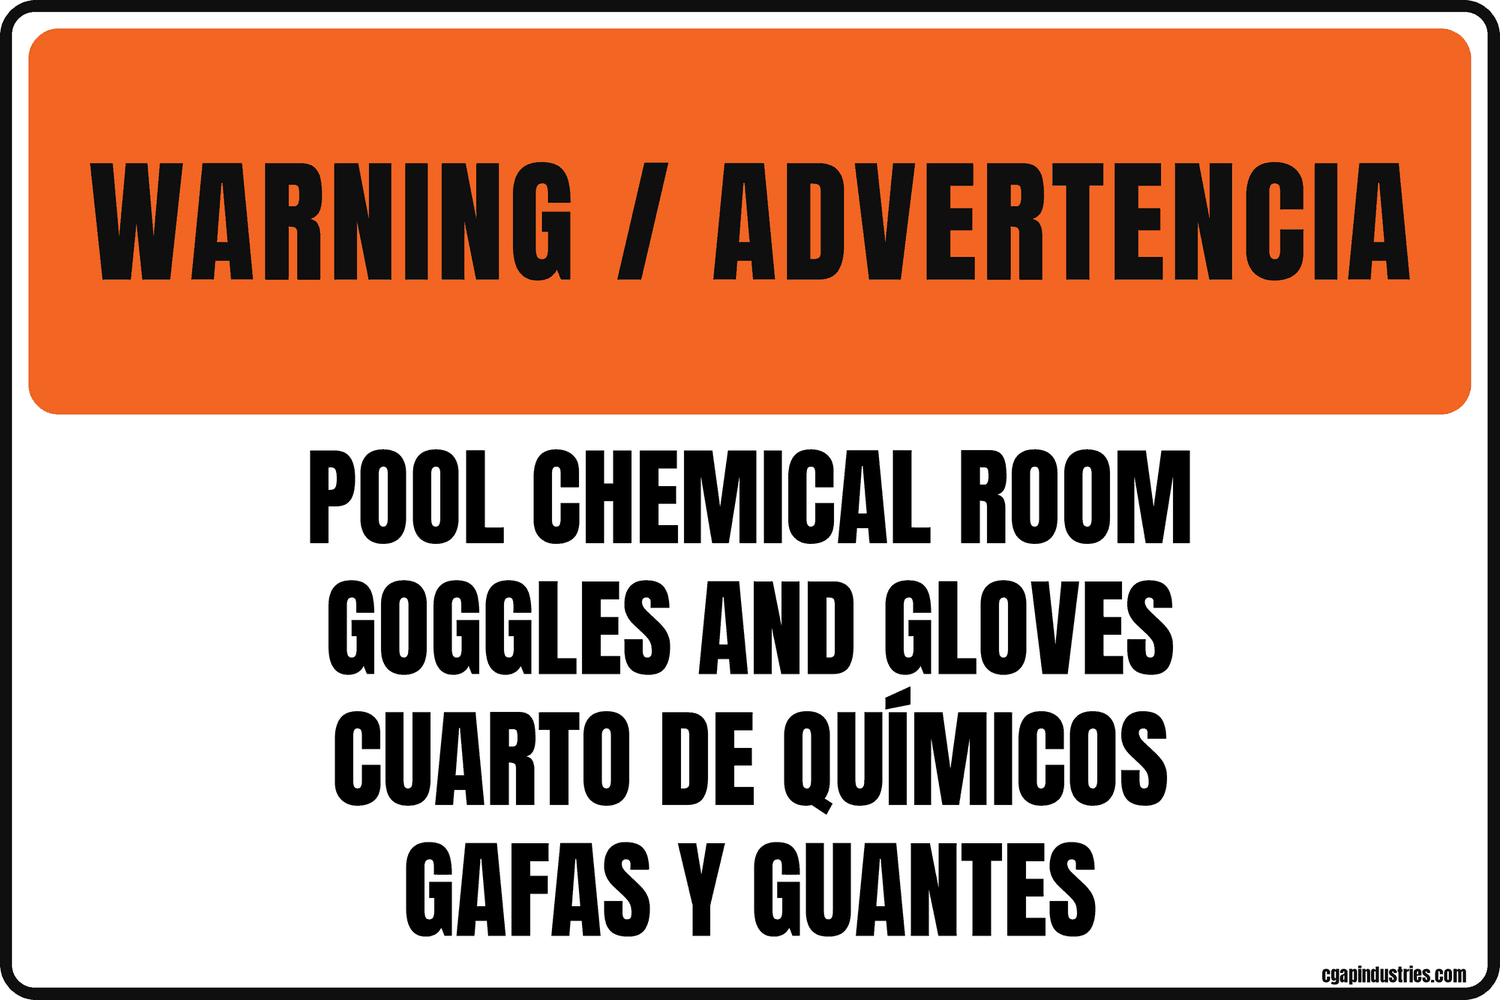 WARNING / ADVERTENCIA
POOL CHEMICAL ROOM
GOGGLES AND GLOVES
CUARTO DE QUÍMICOS
GAFAS Y GUANTES
cgapindustries.com